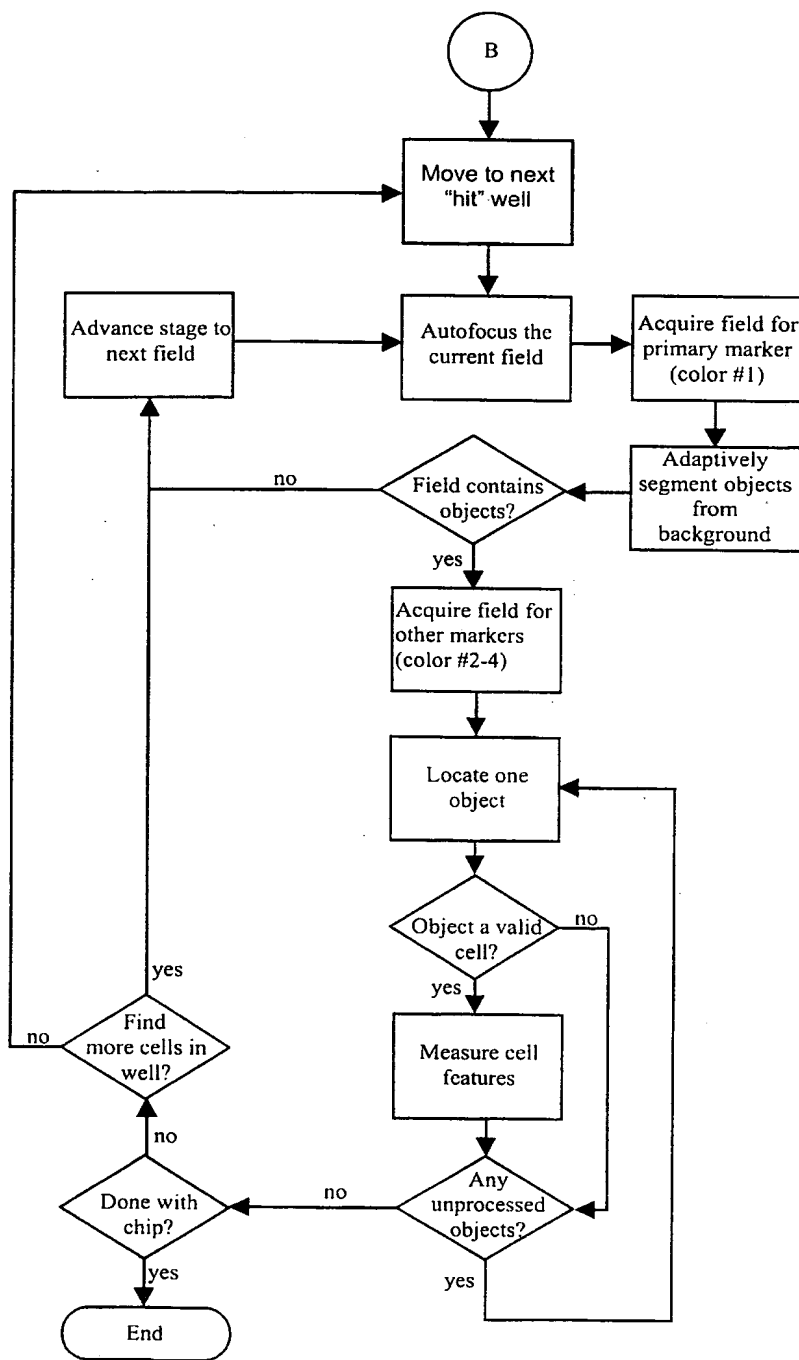 B
Move to next
“hit” well
Advance stage to
next field
Autofocus the
current field
Acquire field for
primary marker
(color #1)
Adaptively
segment objects
from
background
no
Field contains
objects?
yes
Acquire field for
other markers
(color #2-4)
Locate one
object
Object a valid
cell?
no
yes
yes
Find
more cells in
well?
no
Measure cell
features
no
Any
unprocessed
objects?
no
Done with
chip?
yes
yes
End